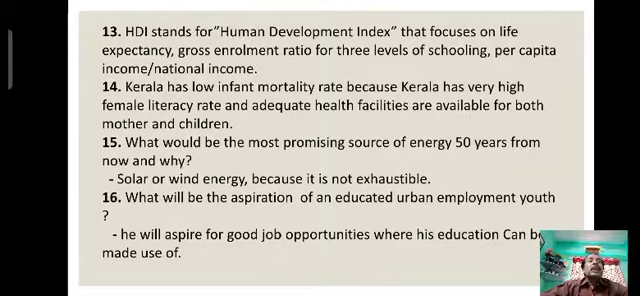 13. HDI stands for”Human Development Index” that focuses on life
expectancy, gross enrolment ratio for three levels of schooling, per capita
income/national income.
14. Kerala has low infant mortality rate because Kerala has very high
female literacy rate and adequate health facilities are available for both
mother and children.
15. What would be the most promising source of energy 50 years from
now and why?
- Solar or wind energy, because it is not exhaustible.
16. What will be the aspiration of an educated urban employment youth
?
- he will aspire for good job opportunities where his education Can be
made use of.